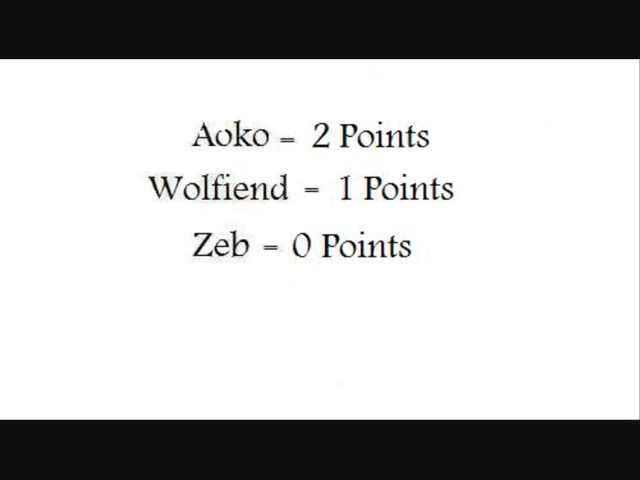 Aoko = 2 Points
Wolfiend = 1 Points
Zeb = 0 Points